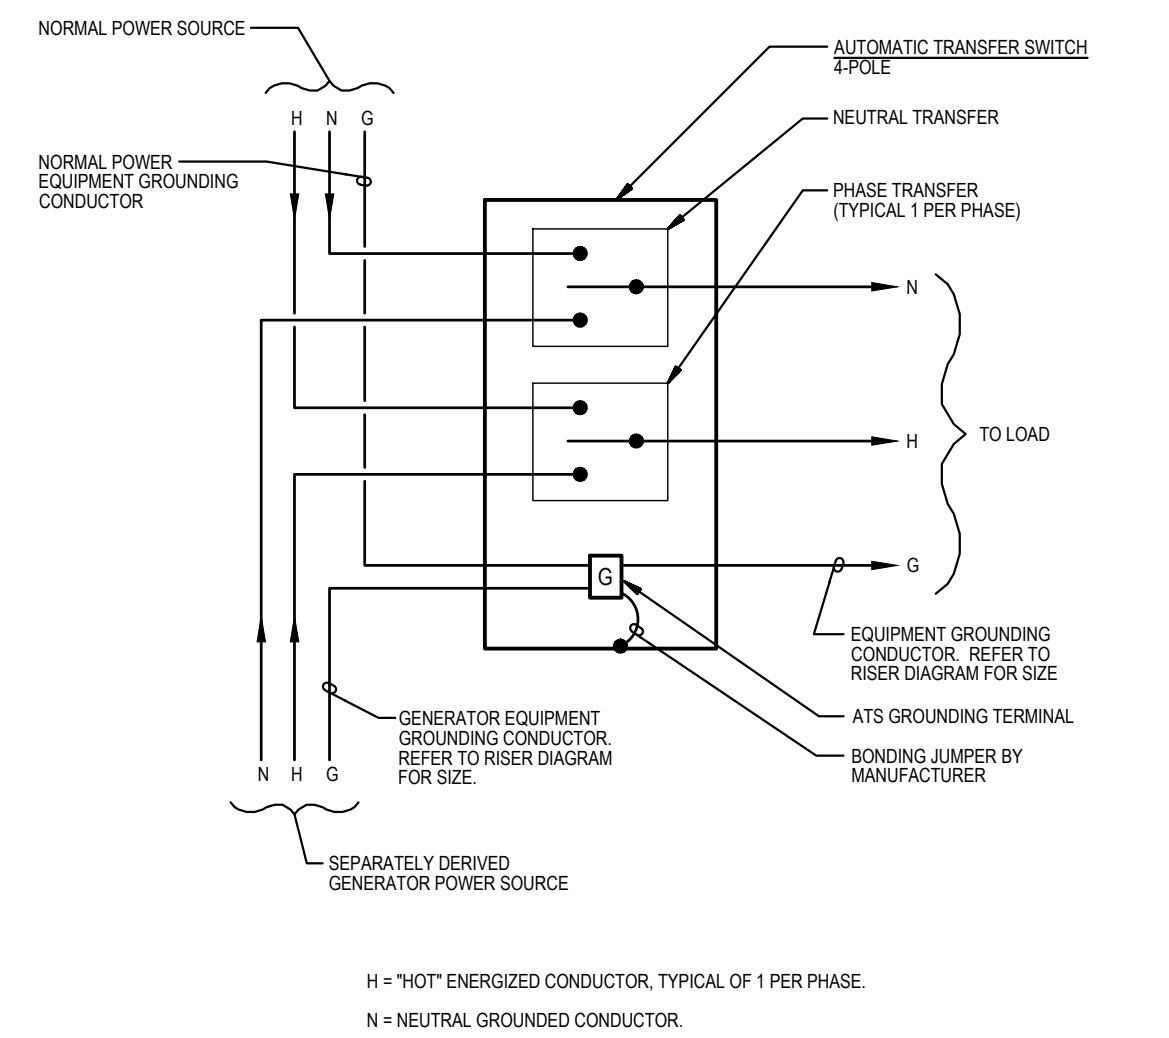 NORMAL POWER SOURCE
AUTOMATIC TRANSFER SWITCH
4-POLE
H N G
NEUTRAL TRANSFER
NORMAL POWER
EQUIPMENT GROUNDING
CONDUCTOR
PHASE TRANSFER
(TYPICAL 1 PER PHASE)
N
H
TO LOAD
G
G
EQUIPMENT GROUNDING
CONDUCTOR. REFER TO
RISER DIAGRAM FOR SIZE
ATS GROUNDING TERMINAL
GENERATOR EQUIPMENT
GROUNDING CONDUCTOR.
REFER TO RISER DIAGRAM
FOR SIZE.
BONDING JUMPER BY
MANUFACTURER
N H G
SEPARATELY DERIVED
GENERATOR POWER SOURCE
H = "HOT" ENERGIZED CONDUCTOR, TYPICAL OF 1 PER PHASE.
N = NEUTRAL GROUNDED CONDUCTOR.